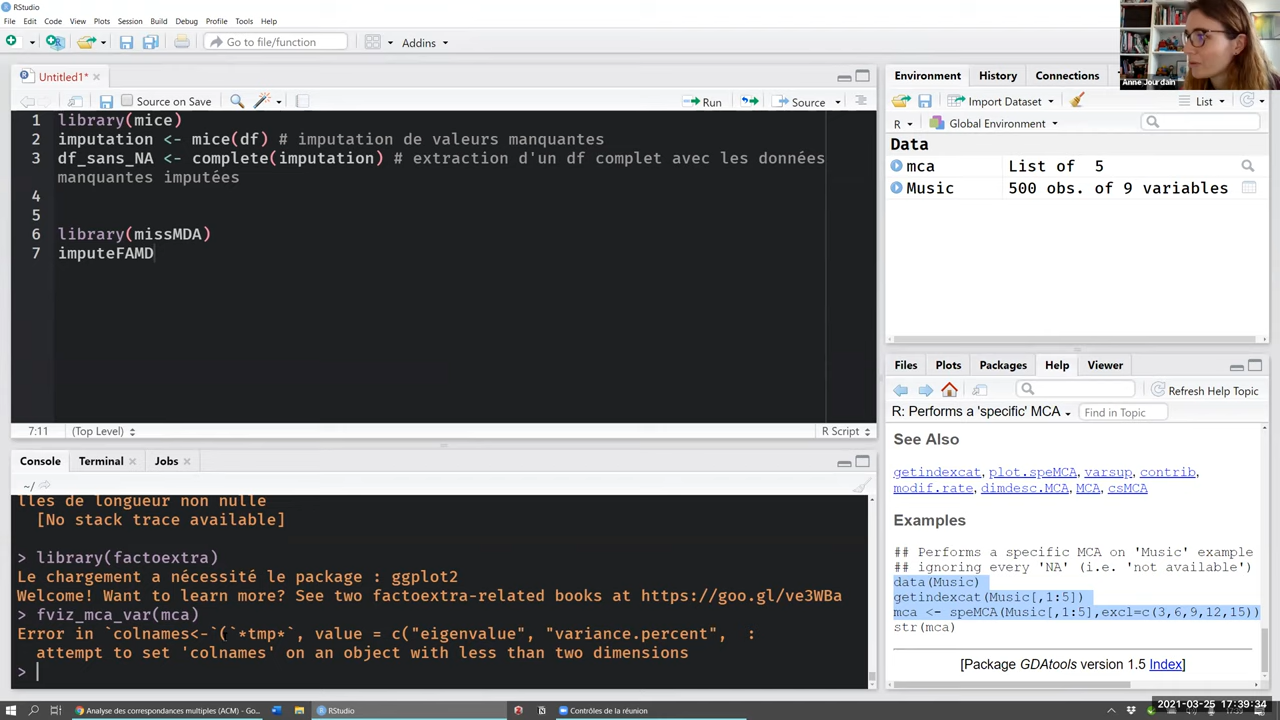 RStudio
File Edit Code View Plots Session Build Debug Profile Tools Help
Go to file/function Addins
Untitled1*
Source on Save Run Source
1 library(mice)
2 imputation <- mice(df) # imputation de valeurs manquantes
3 df_sans_NA <- complete(imputation) # extraction d'un df complet avec les données
manquantes imputées
4
5
6 library(missMDA)
7 imputeFAMD
7:11 (Top Level) R Script
Console Terminal Jobs
~/
lles de longueur non nulle
[No stack trace available]
> library(factoextra)
Le chargement a nécessité le package : ggplot2
Welcome! Want to learn more? See two factoextra-related books at https://goo.gl/ve3WBa
> fviz_mca_var(mca)
Error in `colnames<-`(`*tmp*`, value = c("eigenvalue", "variance.percent", :
attempt to set 'colnames' on an object with less than two dimensions
>
Anne Jourdain
Environment History Connections
Import Dataset List
R Global Environment
Data
mca List of 5
Music 500 obs. of 9 variables
Files Plots Packages Help Viewer
Refresh Help Topic
R: Performs a 'specific' MCA Find in Topic
See Also
getindexcat, plot.speMCA, varsup, contrib,
modif.rate, dimdesc.MCA, MCA, csMCA
Examples
## Performs a specific MCA on 'Music' example
## ignoring every 'NA' (i.e. 'not available')
data(Music)
getindexcat(Music[,1:5])
mca <- speMCA(Music[,1:5],excl=c(3,6,9,12,15))
str(mca)
[Package GDAtools version 1.5 Index]
Analyse des correspondances multiples (ACM) - Go... RStudio Contrôles de la réunion
2021-03-25 17:39:34